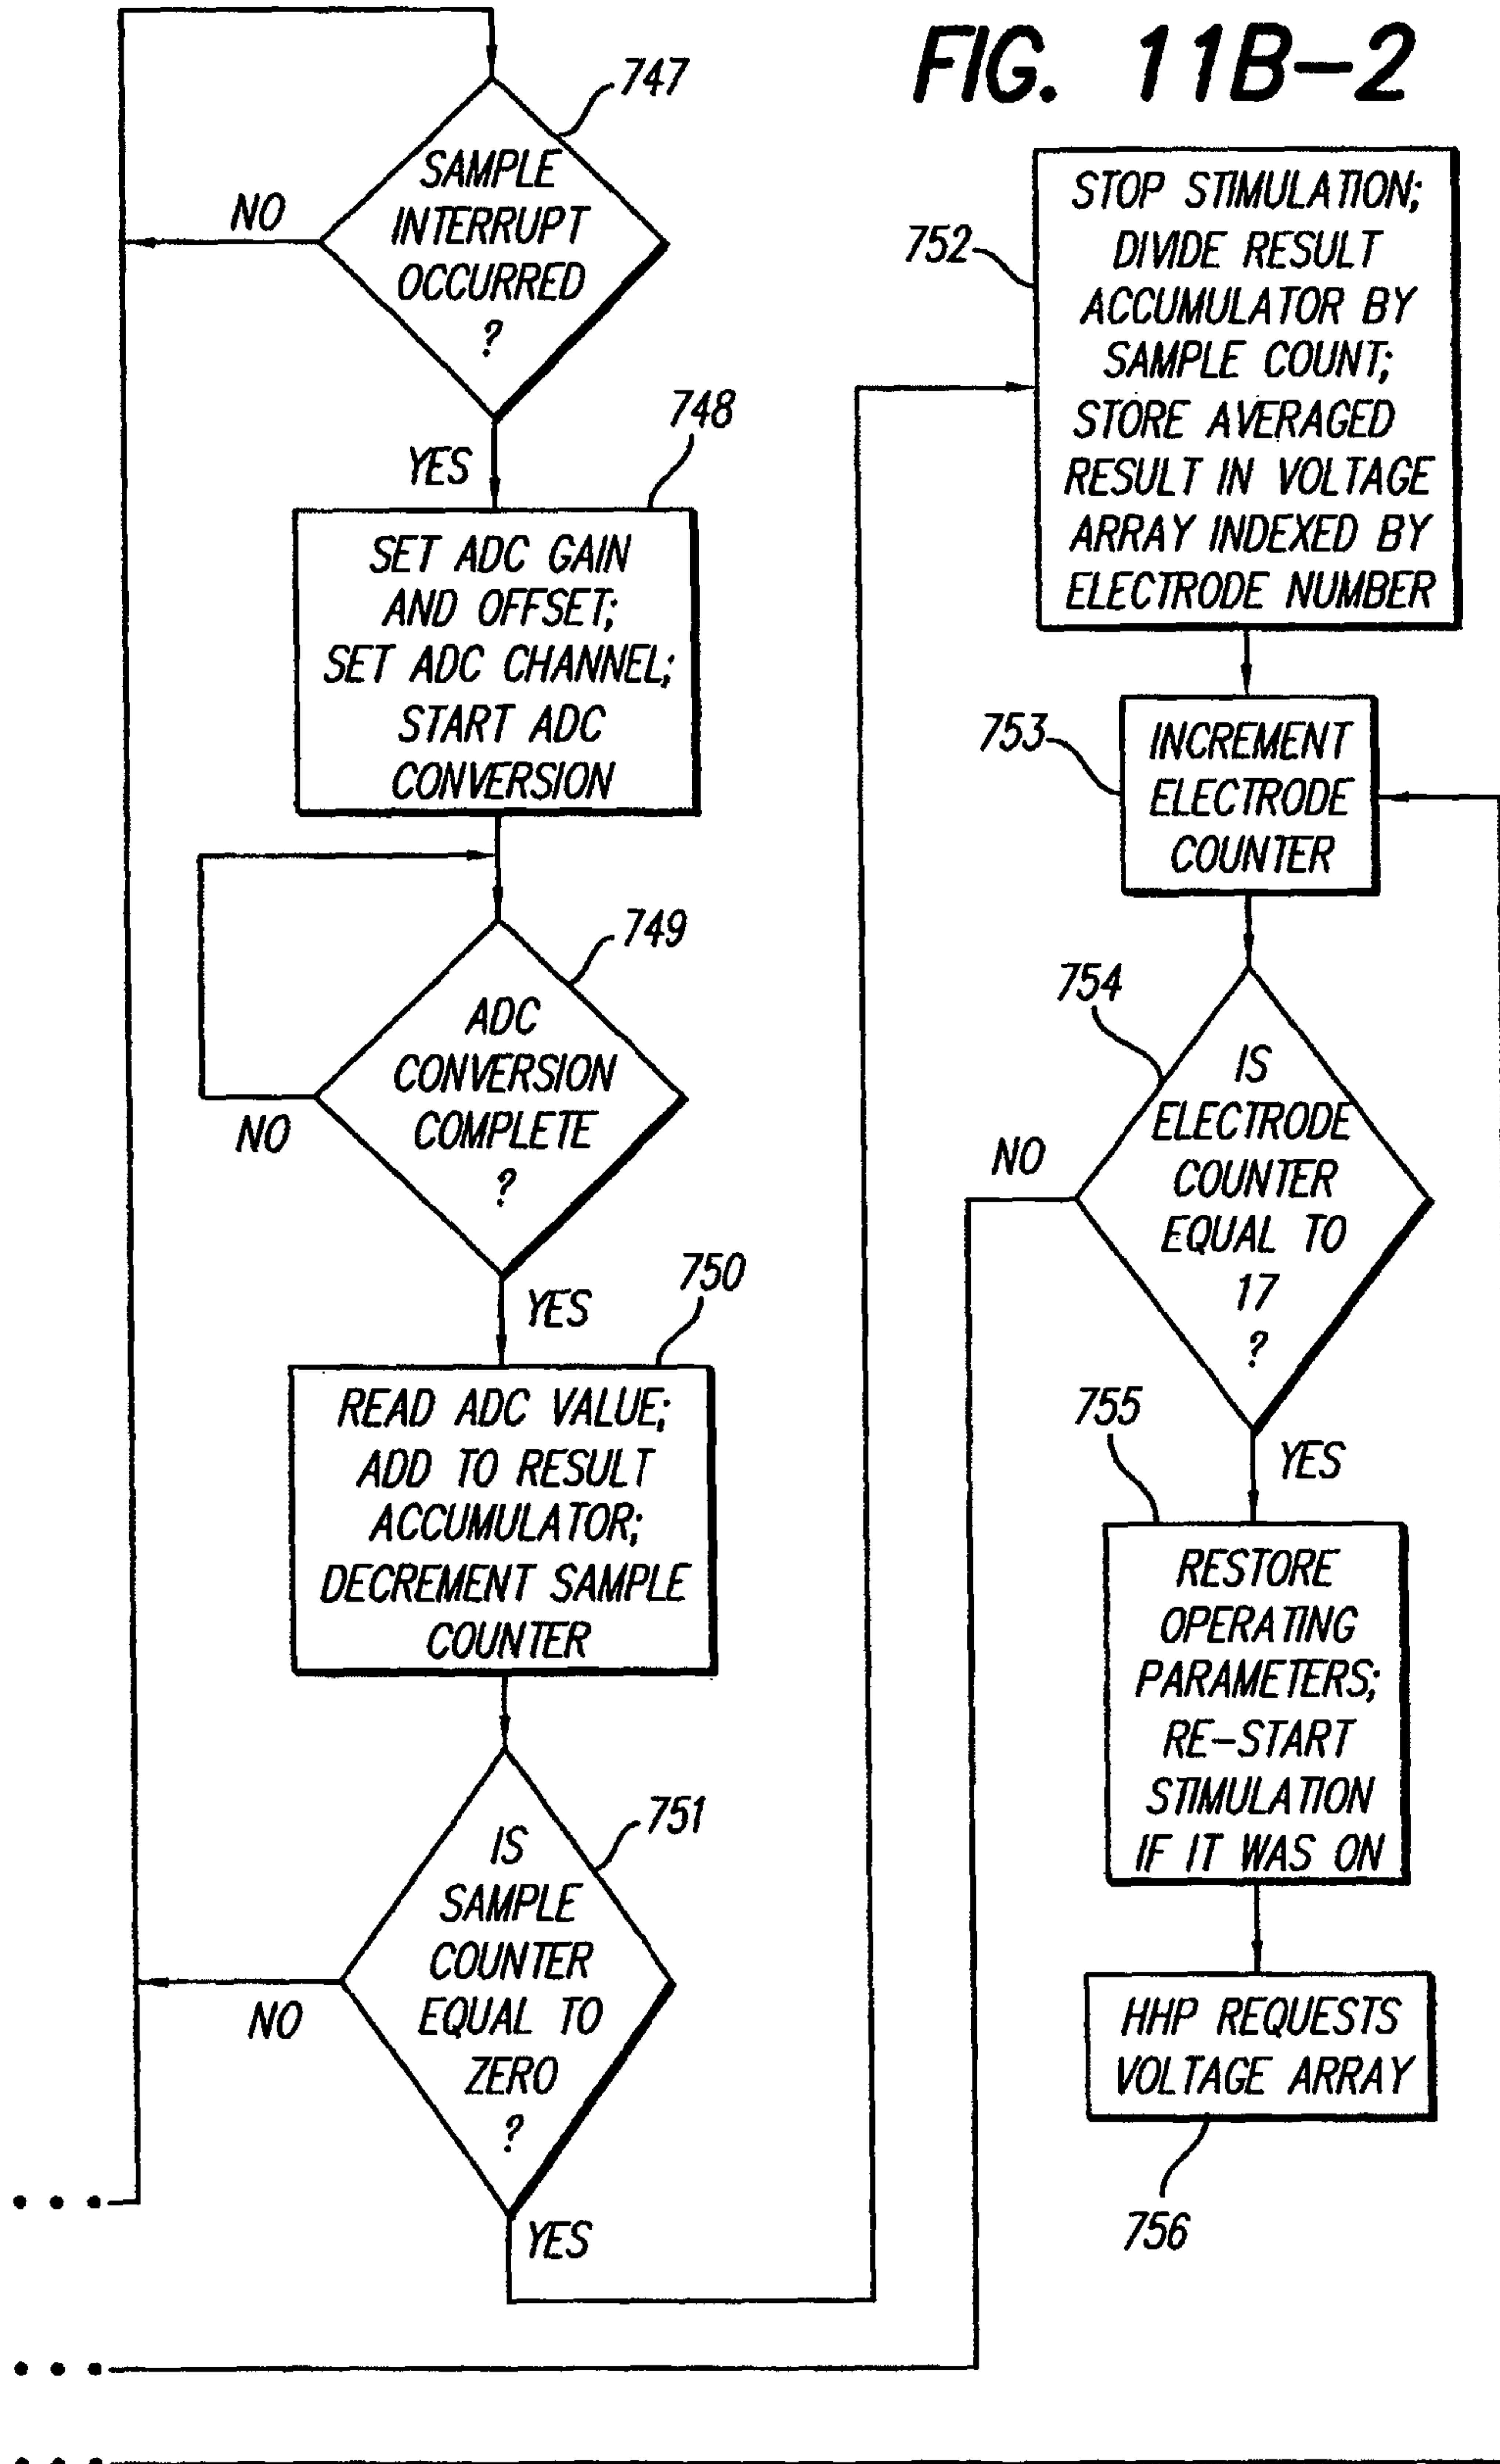 FIG. 11B-2
747
SAMPLE
INTERRUPT
OCCURRED
?
NO
YES
748
SET ADC GAIN
AND OFFSET;
SET ADC CHANNEL;
START ADC
CONVERSION
749
ADC
CONVERSION
COMPLETE
?
NO
YES
750
READ ADC VALUE;
ADD TO RESULT
ACCUMULATOR;
DECREMENT SAMPLE
COUNTER
751
IS
SAMPLE
COUNTER
EQUAL TO
ZERO
?
NO
YES
752
STOP STIMULATION;
DIVIDE RESULT
ACCUMULATOR BY
SAMPLE COUNT;
STORE AVERAGED
RESULT IN VOLTAGE
ARRAY INDEXED BY
ELECTRODE NUMBER
753
INCREMENT
ELECTRODE
COUNTER
754
IS
ELECTRODE
COUNTER
EQUAL TO
17
?
NO
YES
755
RESTORE
OPERATING
PARAMETERS;
RE-START
STIMULATION
IF IT WAS ON
HHP REQUESTS
VOLTAGE ARRAY
756